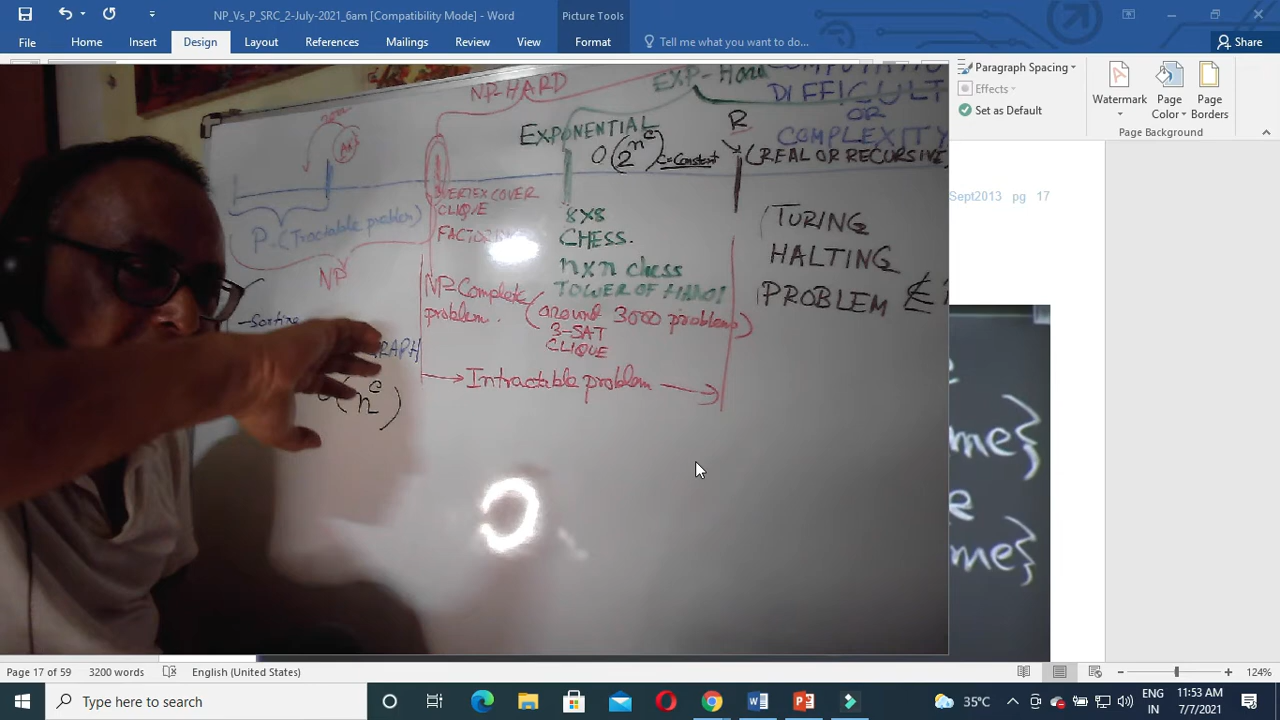 NP_Vs_P_SRC_2-July-2021_6am [Compatibility Mode] - Word
Picture Tools
File
Home
Insert
Design
Layout
References
Mailings
Review
View
Format
Tell me what you want to do...
Share
Paragraph Spacing
Effects
Set as Default
Watermark
Page Color
Page Borders
Page Background
NP-HARD
EXP-Hard
DIFFICULT
OR
COMPLEXITY
EXPONENTIAL
O(2^n^c) C=Constant
R
(REAL OR RECURSIVE
P (Tractable problem)
NP
VERTEX COVER
CLIQUE
FACTORING
8X8
CHESS.
nxn chess
TOWER OF HANOI
TURING
HALTING
PROBLEM ∉
NP-Complete
problem.
(around 3000 problems)
3-SAT
CLIQUE
Intractable problem
-Sorting
GRAPH
(n^c)
Sept2013 pg 17
me}
me}
Page 17 of 59
3200 words
English (United States)
124%
Type here to search
35°C
ENG
IN
11:53 AM
7/7/2021